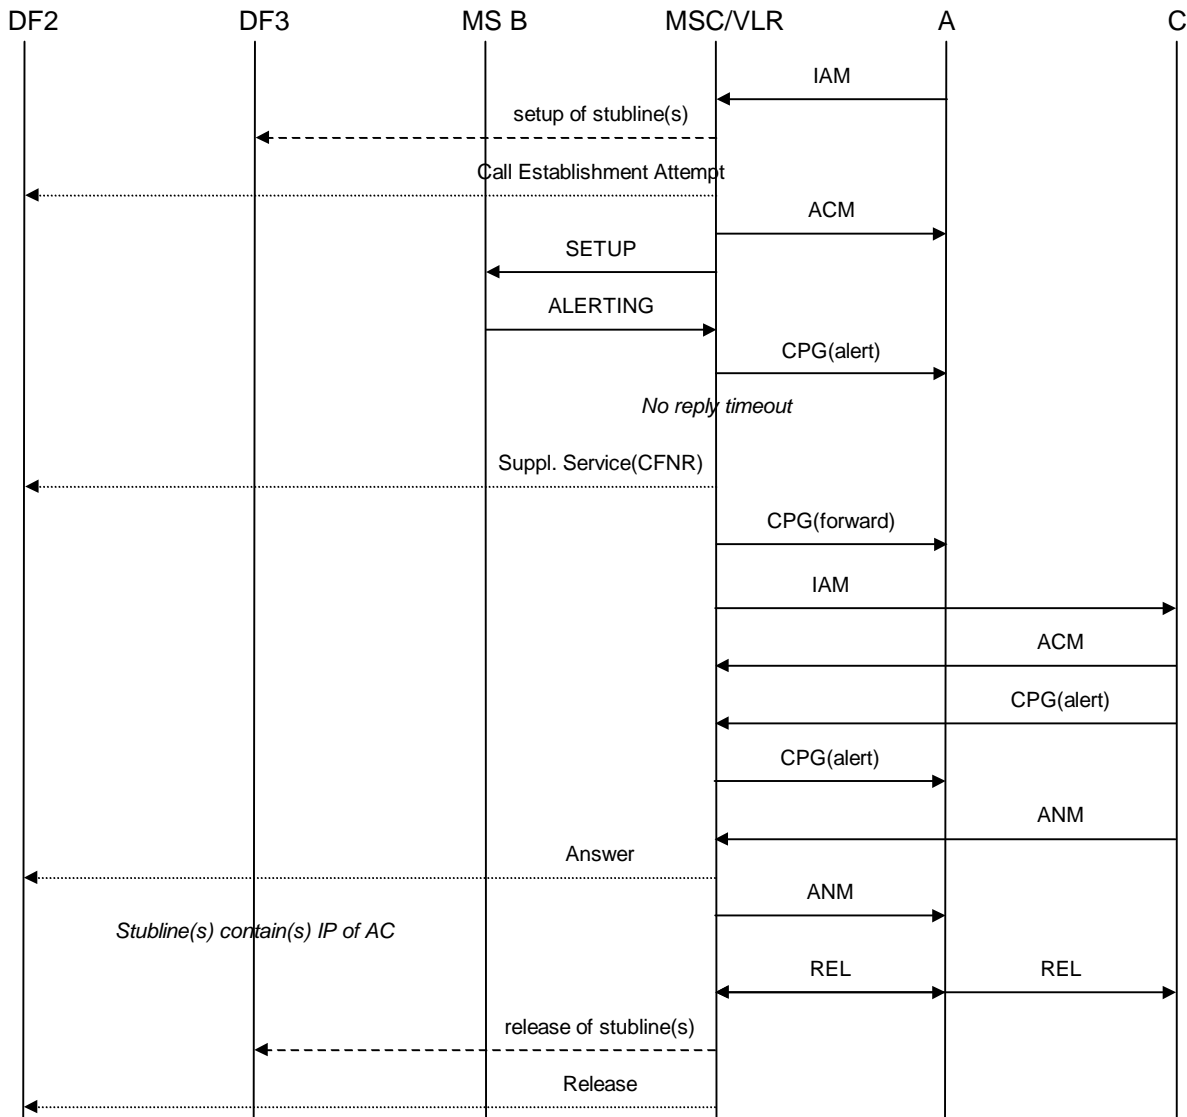 DF2 DF3 MS B MSC/VLR A C
IAM
setup of stubline(s)
Call Establishment Attempt
ACM
SETUP
ALERTING
CPG(alert)
No reply timeout
Suppl. Service(CFNR)
CPG(forward)
IAM
ACM
CPG(alert)
CPG(alert)
ANM
Answer
ANM
Stubline(s) contain(s) IP of AC
REL REL
release of stubline(s)
Release